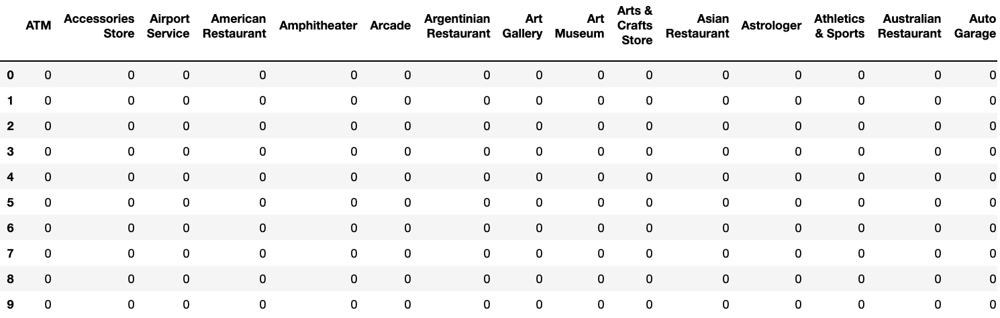 ATM Accessories Store Airport Service American Restaurant Amphitheater Arcade Argentinian Restaurant Art Gallery Art Museum Arts & Crafts Store Asian Restaurant Astrologer Athletics & Sports Australian Restaurant Auto Garage
0 0 0 0 0 0 0 0 0 0 0 0 0 0 0 0
1 0 0 0 0 0 0 0 0 0 0 0 0 0 0 0
2 0 0 0 0 0 0 0 0 0 0 0 0 0 0 0
3 0 0 0 0 0 0 0 0 0 0 0 0 0 0 0
4 0 0 0 0 0 0 0 0 0 0 0 0 0 0 0
5 0 0 0 0 0 0 0 0 0 0 0 0 0 0 0
6 0 0 0 0 0 0 0 0 0 0 0 0 0 0 0
7 0 0 0 0 0 0 0 0 0 0 0 0 0 0 0
8 0 0 0 0 0 0 0 0 0 0 0 0 0 0 0
9 0 0 0 0 0 0 0 0 0 0 0 0 0 0 0